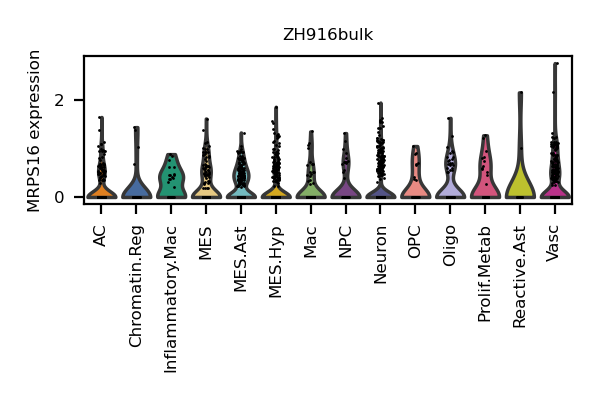 ZH916bulk
MRPS16 expression
2
0
AC
Chromatin.Reg
Inflammatory.Mac
MES
MES.Ast
MES.Hyp
Mac
NPC
Neuron
OPC
Oligo
Prolif.Metab
Reactive.Ast
Vasc